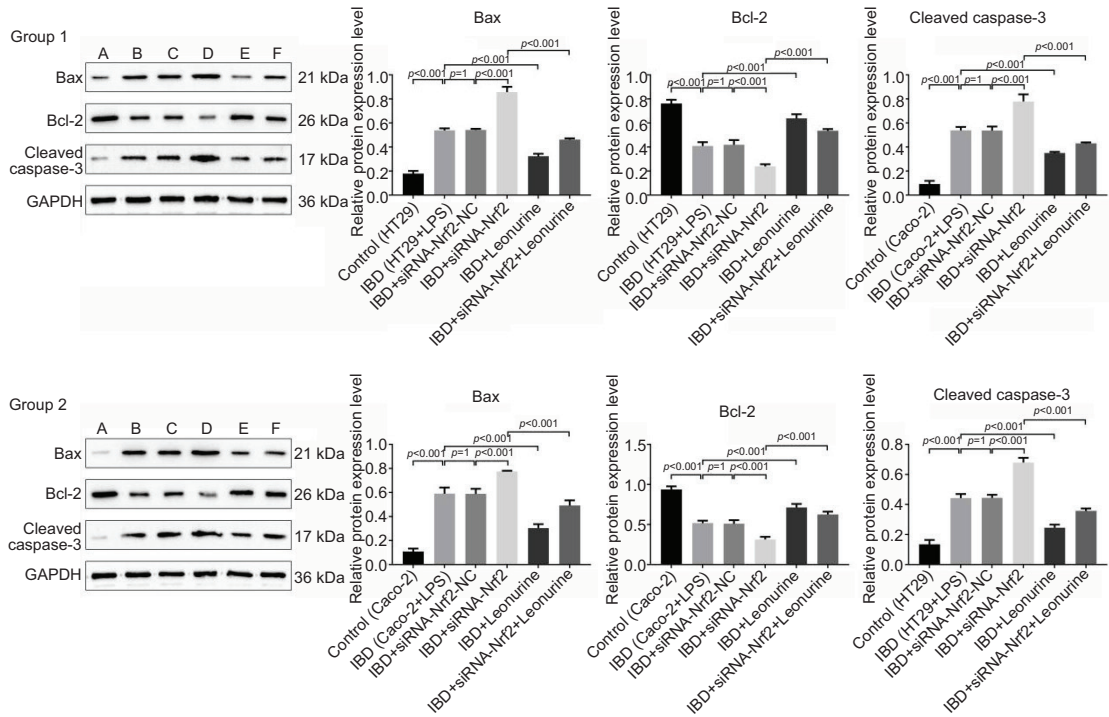 Group 1
A B C D E F
Bax 21 kDa
Bcl-2 26 kDa
Cleaved
caspase-3 17 kDa
GAPDH 36 kDa
Bax
Relative protein expression level
1.0
0.8
0.6
0.4
0.2
0.0
p<0.001
p<0.001
p<0.001 p=1 p<0.001
Control (HT29)
IBD (HT29+LPS)
IBD+siRNA-Nrf2-NC
IBD+siRNA-Nrf2
IBD+Leonurine
IBD+siRNA-Nrf2+Leonurine
Bcl-2
Relative protein expression level
1.0
0.8
0.6
0.4
0.2
0.0
p<0.001
p<0.001
p<0.001 p=1 p<0.001
Control (HT29)
IBD (HT29+LPS)
IBD+siRNA-Nrf2-NC
IBD+siRNA-Nrf2
IBD+Leonurine
IBD+siRNA-Nrf2+Leonurine
Cleaved caspase-3
Relative protein expression level
1.0
0.8
0.6
0.4
0.2
0.0
p<0.001
p<0.001
p<0.001 p=1 p<0.001
Control (Caco-2)
IBD (Caco-2+LPS)
IBD+siRNA-Nrf2-NC
IBD+siRNA-Nrf2
IBD+Leonurine
IBD+siRNA-Nrf2+Leonurine
Group 2
A B C D E F
Bax 21 kDa
Bcl-2 26 kDa
Cleaved
caspase-3 17 kDa
GAPDH 36 kDa
Bax
Relative protein expression level
1.0
0.8
0.6
0.4
0.2
0.0
p<0.001
p<0.001
p<0.001 p=1 p<0.001
Control (Caco-2)
IBD (Caco-2+LPS)
IBD+siRNA-Nrf2-NC
IBD+siRNA-Nrf2
IBD+Leonurine
IBD+siRNA-Nrf2+Leonurine
Bcl-2
Relative protein expression level
1.5
1.0
0.5
0.0
p<0.001
p<0.001
p<0.001 p=1 p<0.001
Control (Caco-2)
IBD (Caco-2+LPS)
IBD+siRNA-Nrf2-NC
IBD+siRNA-Nrf2
IBD+Leonurine
IBD+siRNA-Nrf2+Leonurine
Cleaved caspase-3
Relative protein expression level
0.8
0.6
0.4
0.2
0.0
p<0.001
p<0.001
p<0.001 p=1 p<0.001
Control (HT29)
IBD (HT29+LPS)
IBD+siRNA-Nrf2-NC
IBD+siRNA-Nrf2
IBD+Leonurine
IBD+siRNA-Nrf2+Leonurine